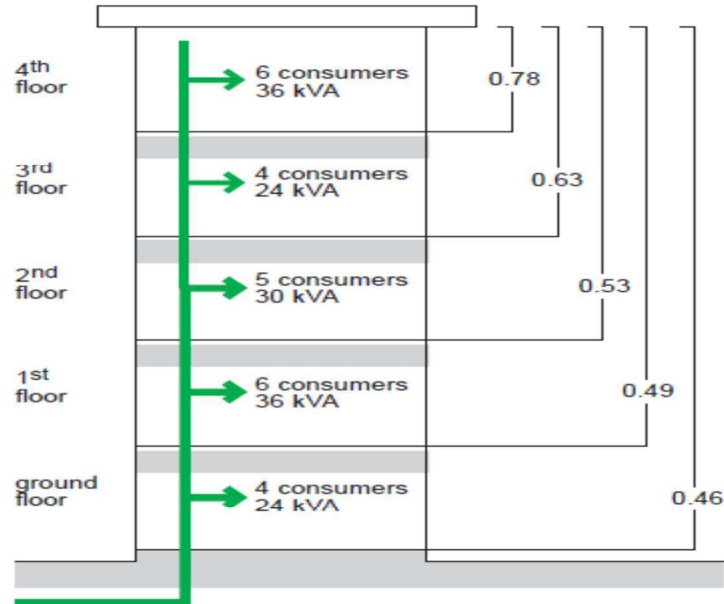 4th
floor
6 consumers
36 kVA
0.78
3rd
floor
4 consumers
24 kVA
0.63
2nd
floor
5 consumers
30 kVA
0.53
1st
floor
6 consumers
36 kVA
0.49
ground
floor
4 consumers
24 kVA
0.46